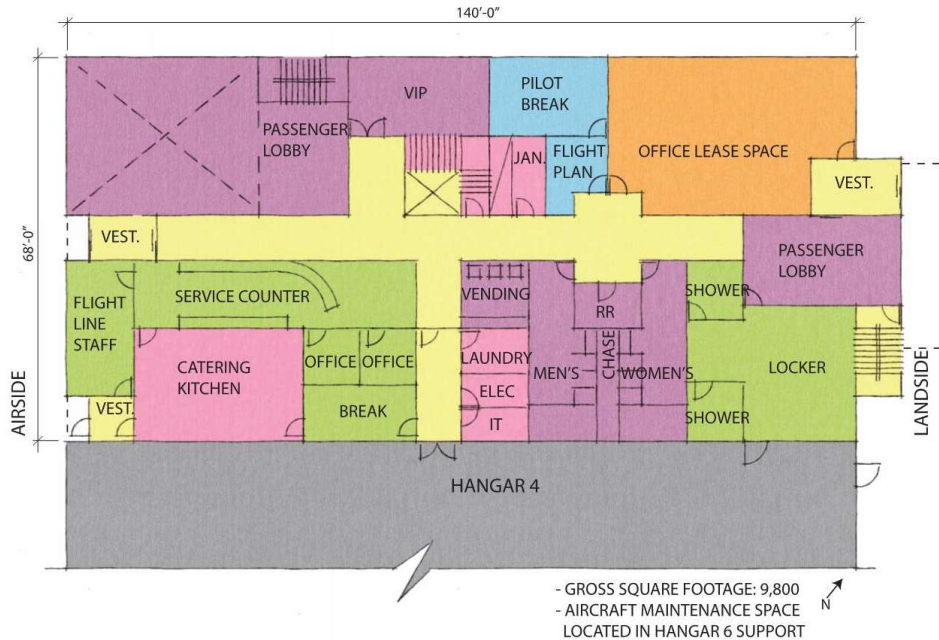 140'-0"
68'-0"
AIRSIDE
LANDSIDE
PASSENGER
LOBBY
VIP
PILOT
BREAK
JAN.
FLIGHT
PLAN
OFFICE LEASE SPACE
VEST.
VEST.
PASSENGER
LOBBY
FLIGHT
LINE
STAFF
SERVICE COUNTER
VENDING
RR
SHOWER
CATERING
KITCHEN
OFFICE
OFFICE
LAUNDRY
MEN'S
CHASE
WOMEN'S
LOCKER
ELEC
VEST.
BREAK
IT
SHOWER
HANGAR 4
- GROSS SQUARE FOOTAGE: 9,800
- AIRCRAFT MAINTENANCE SPACE
LOCATED IN HANGAR 6 SUPPORT
N